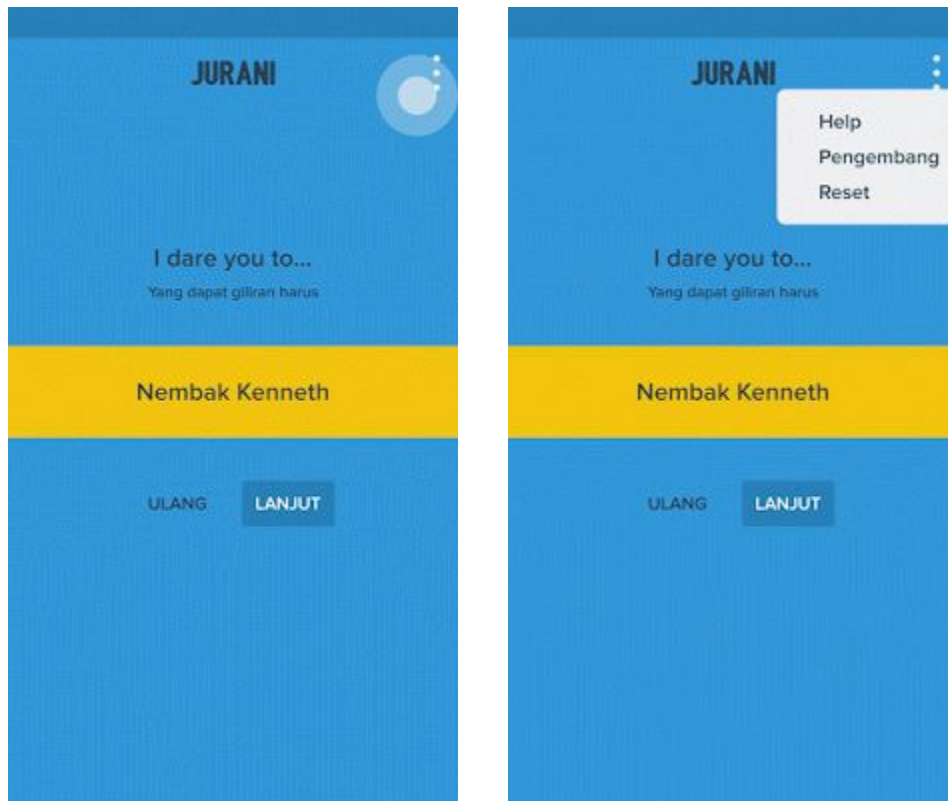 JURANI
I dare you to...
Yang dapat giliran harus
Nembak Kenneth
ULANG LANJUT
JURANI
Help
Pengembang
Reset
I dare you to...
Yang dapat giliran harus
Nembak Kenneth
ULANG LANJUT